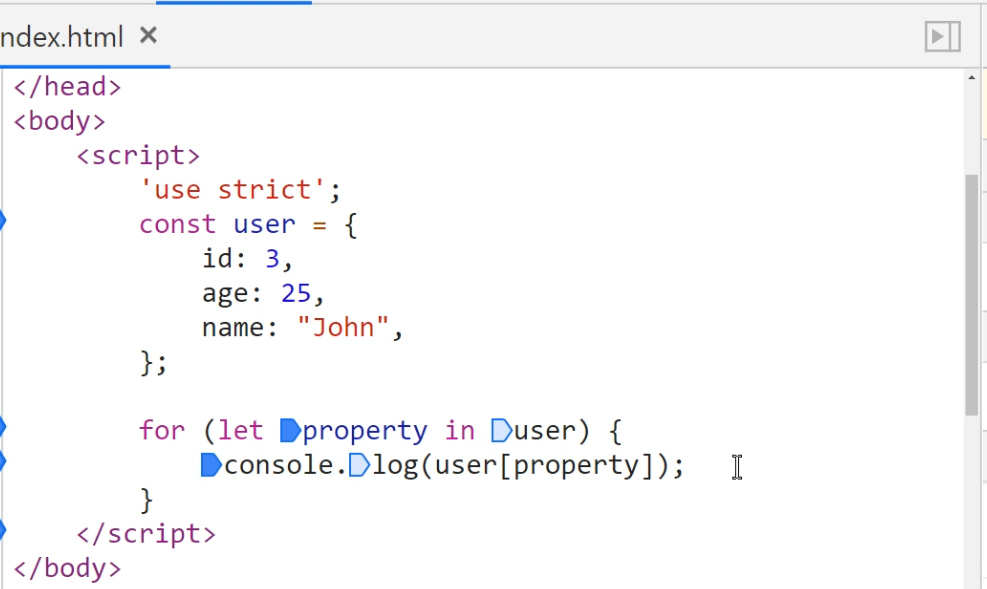 ndex.html
</head>
<body>
<script>
'use strict';
const user = {
id: 3,
age: 25,
name: "John",
};
for (let property in user) {
console.log(user[property]);
}
</script>
</body>